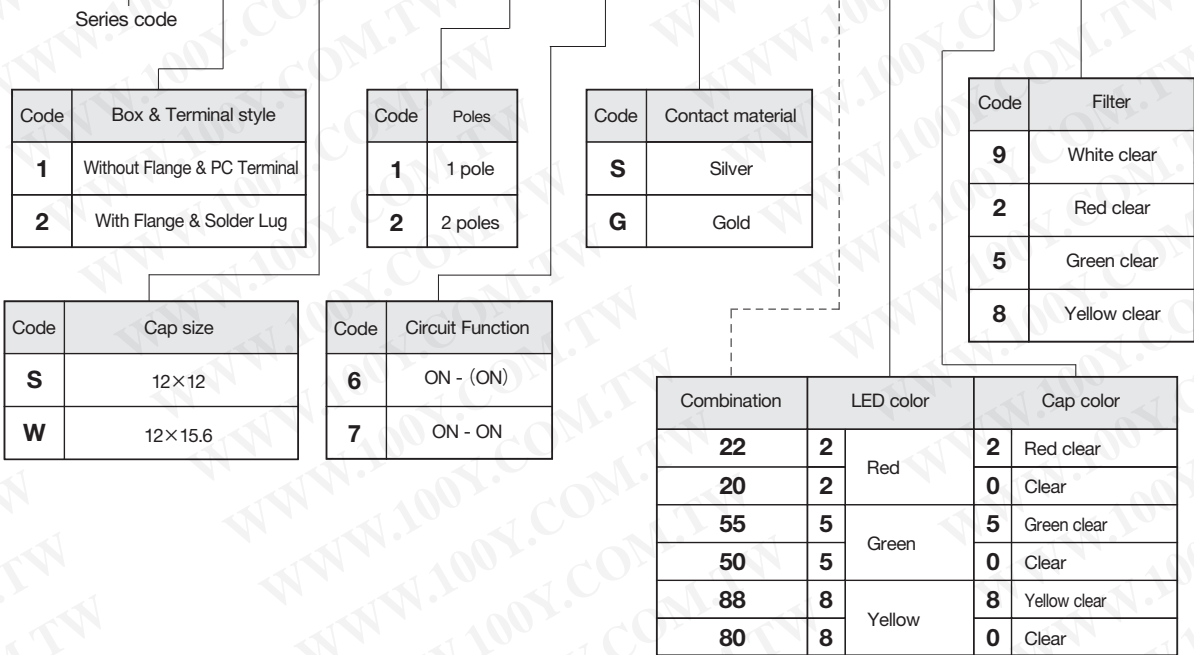 Series code
Code Box & Terminal style
1 Without Flange & PC Terminal
2 With Flange & Solder Lug
Code Poles
1 1 pole
2 2 poles
Code Contact material
S Silver
G Gold
Code Filter
9 White clear
2 Red clear
5 Green clear
8 Yellow clear
Code Cap size
S 12×12
W 12×15.6
Code Circuit Function
6 ON - (ON)
7 ON - ON
Combination LED color Cap color
22 2 Red 2 Red clear
20 2 0 Clear
55 5 Green 5 Green clear
50 5 0 Clear
88 8 Yellow 8 Yellow clear
80 8 0 Clear
WWW.100Y.COM.TW